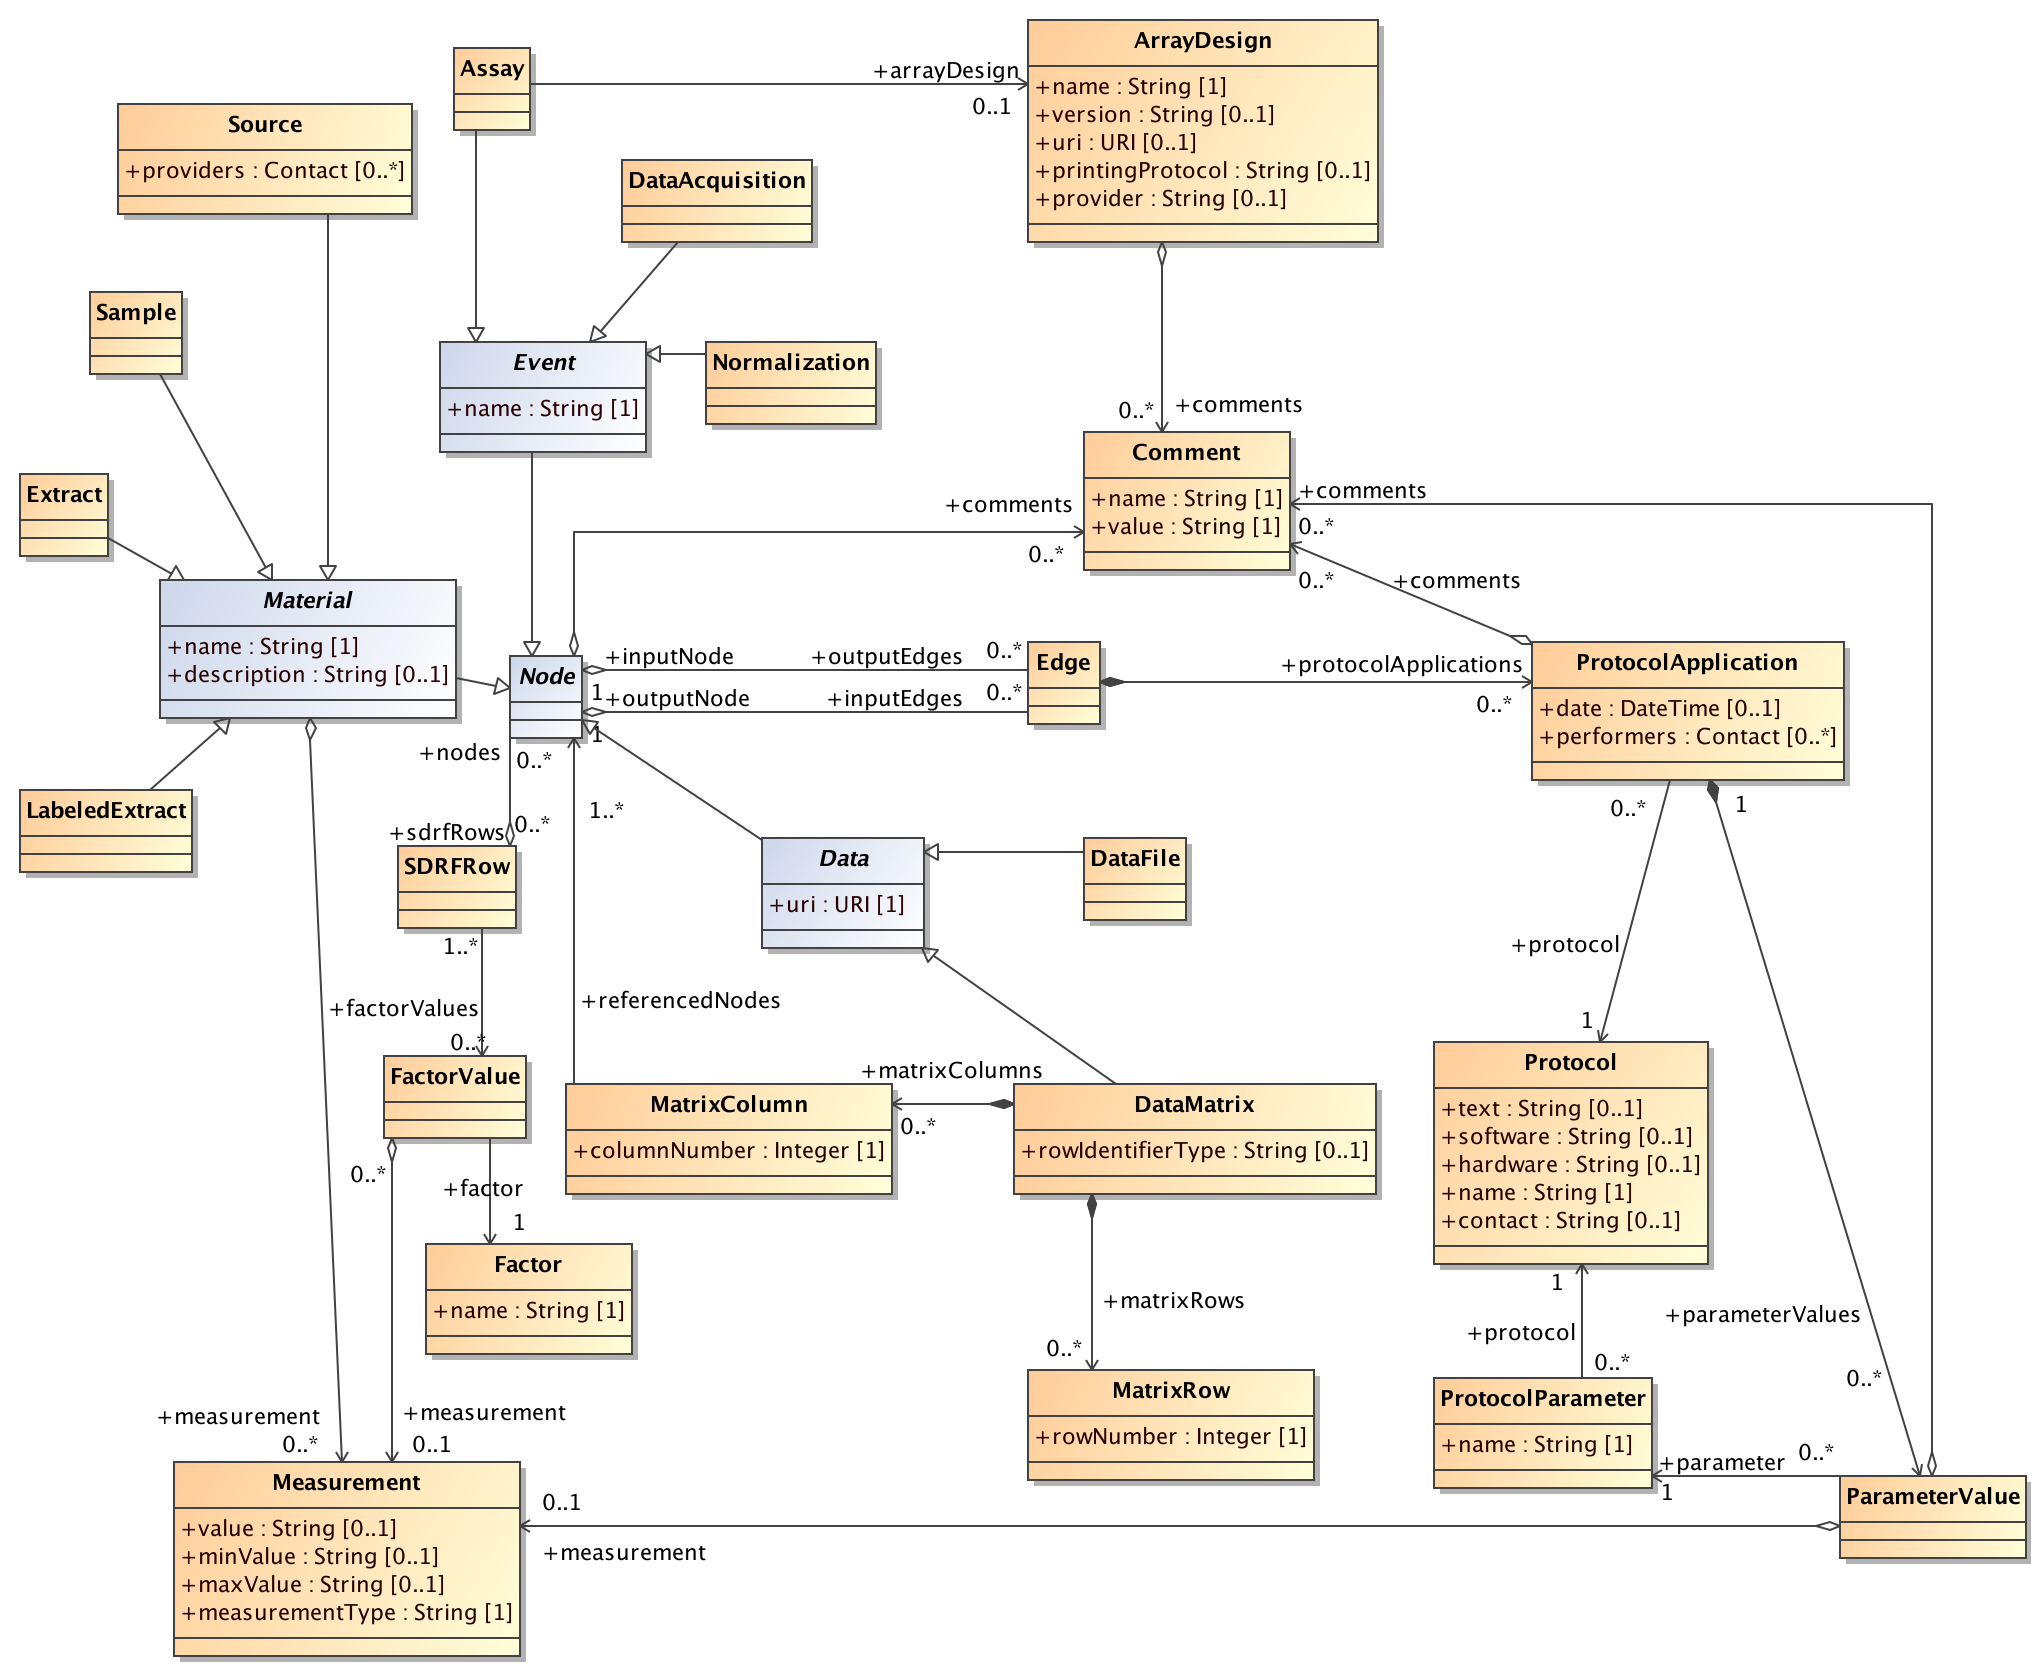 ArrayDesign
+name : String [1]
+version : String [0..1]
+uri : URI [0..1]
+printingProtocol : String [0..1]
+provider : String [0..1]
Assay
+arrayDesign
0..1
Source
+providers : Contact [0..*]
DataAcquisition
Sample
Event
+name : String [1]
Normalization
0..*
+comments
Comment
+name : String [1]
+value : String [1]
+comments
0..*
+comments
0..*
Extract
0..*
+comments
Material
+name : String [1]
+description : String [0..1]
Node
+inputNode
1
+outputEdges
0..*
+outputNode
1
+inputEdges
0..*
Edge
+protocolApplications
0..*
ProtocolApplication
+date : DateTime [0..1]
+performers : Contact [0..*]
+nodes
0..*
LabeledExtract
+sdrfRows
0..*
1..*
0..*
1
SDRFRow
1..*
Data
+uri : URI [1]
DataFile
+protocol
1
+factorValues
0..*
+referencedNodes
FactorValue
+matrixColumns
0..*
MatrixColumn
+columnNumber : Integer [1]
DataMatrix
+rowIdentifierType : String [0..1]
Protocol
+text : String [0..1]
+software : String [0..1]
+hardware : String [0..1]
+name : String [1]
+contact : String [0..1]
0..*
+factor
1
Factor
+name : String [1]
+matrixRows
0..*
1
+protocol
0..*
+parameterValues
0..*
MatrixRow
+rowNumber : Integer [1]
ProtocolParameter
+name : String [1]
+measurement
0..*
+measurement
0..1
+parameter
1
0..*
ParameterValue
Measurement
+value : String [0..1]
+minValue : String [0..1]
+maxValue : String [0..1]
+measurementType : String [1]
0..1
+measurement